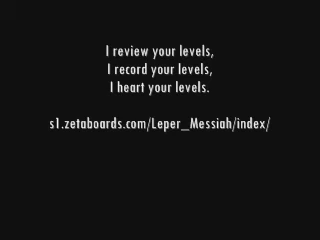 I review your levels,
I record your levels,
I heart your levels.
s1.zetaboards.com/Leper_Messiah/index/